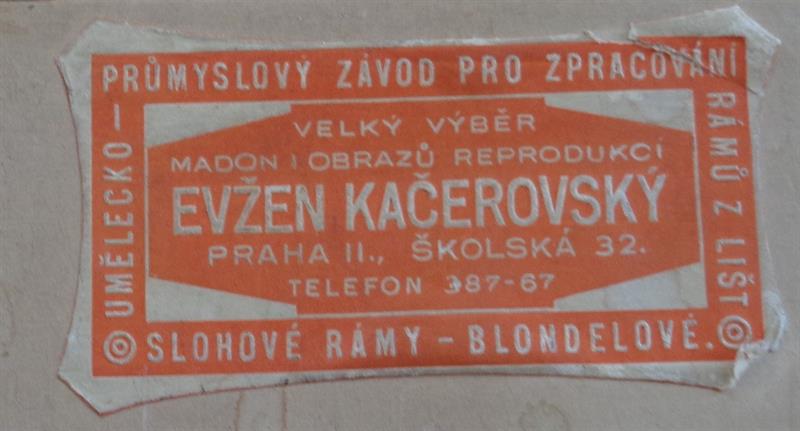 UMĚLECKO –
PRŮMYSLOVÝ ZÁVOD PRO ZPRACOVÁNÍ
RÁMŮ Z LIŠT
VELKÝ VÝBĚR
MADON I OBRAZŮ REPRODUKCÍ
EVŽEN KAČEROVSKÝ
PRAHA II., ŠKOLSKÁ 32.
TELEFON 387-67
SLOHOVÉ RÁMY – BLONDELOVÉ.